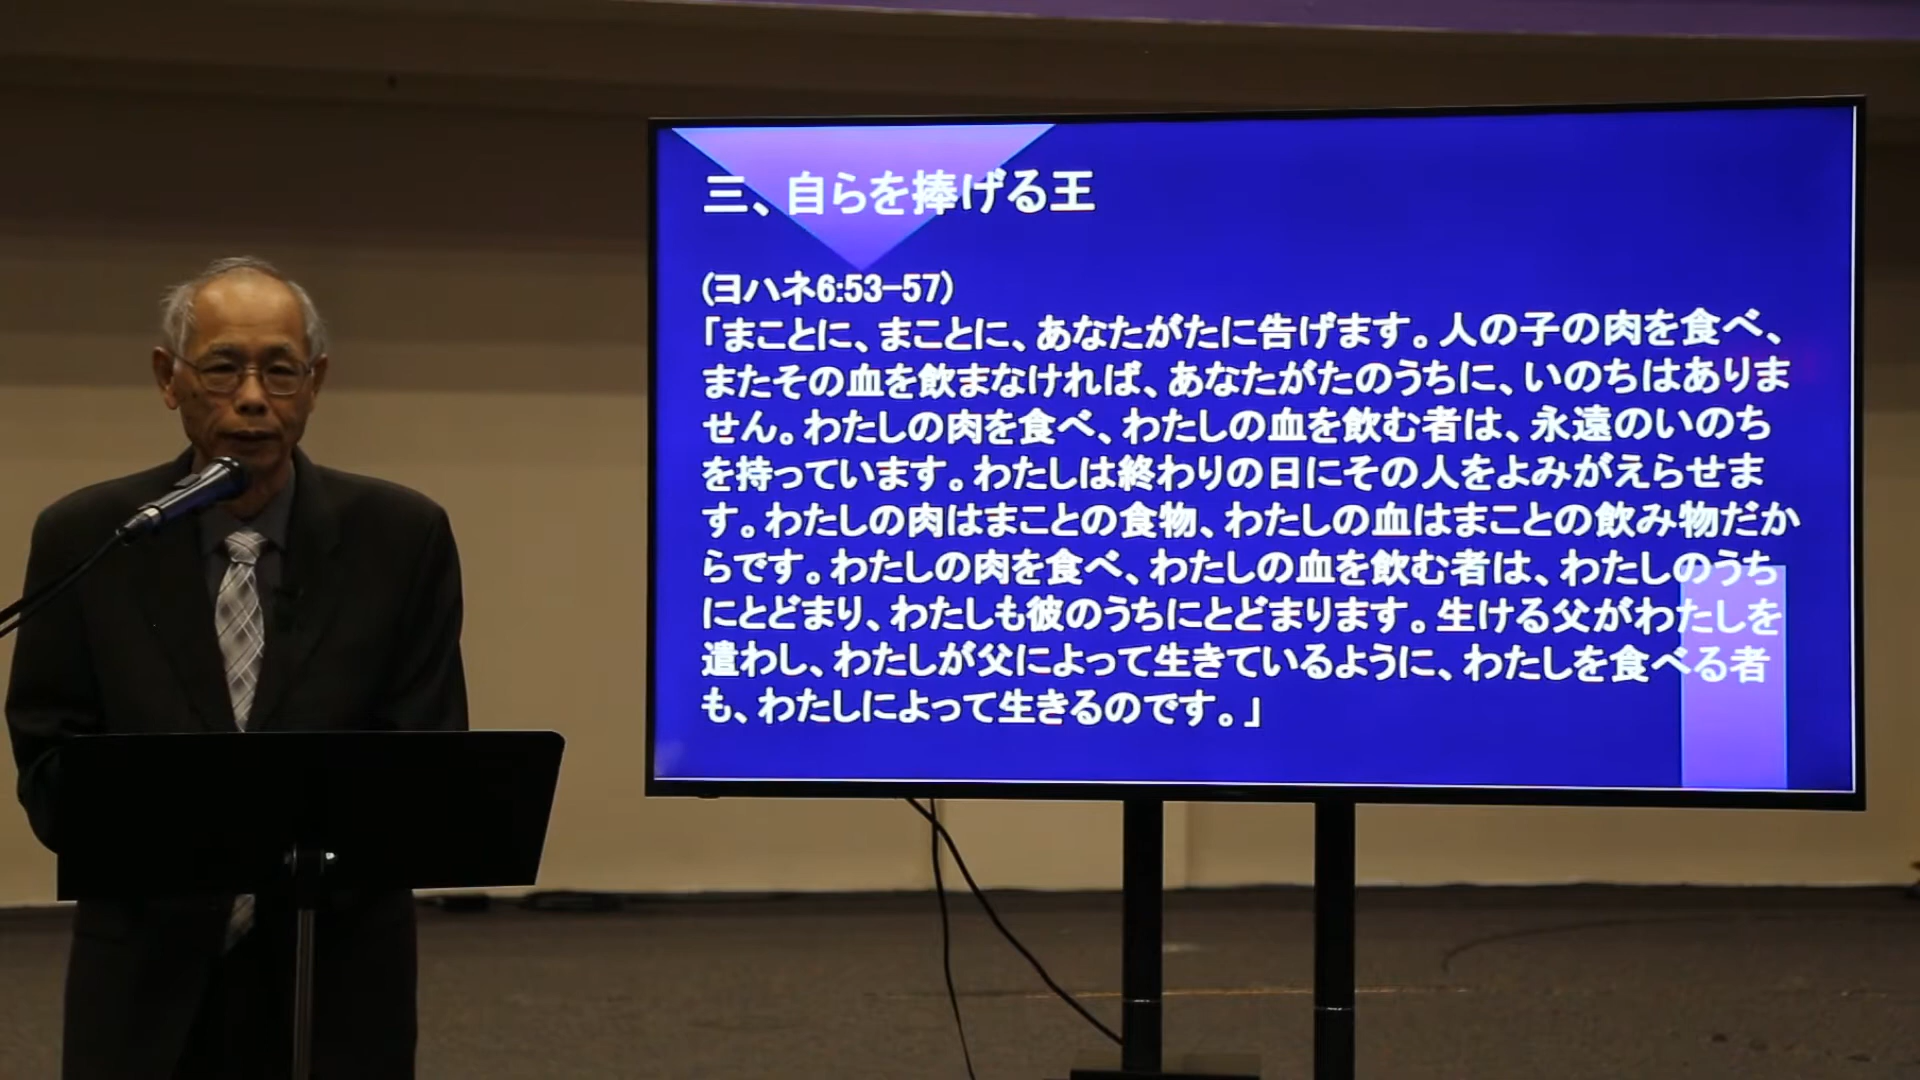 三、自らを捧げる王
(ヨハネ6:53-57)
「まことに、まことに、あなたがたに告げます。人の子の肉を食べ、
またその血を飲まなければ、あなたがたのうちに、いのちはありま
せん。わたしの肉を食べ、わたしの血を飲む者は、永遠のいのち
を持っています。わたしは終わりの日にその人をよみがえらせま
す。わたしの肉はまことの食物、わたしの血はまことの飲み物だか
らです。わたしの肉を食べ、わたしの血を飲む者は、わたしのうち
にとどまり、わたしも彼のうちにとどまります。生ける父がわたしを
遣わし、わたしが父によって生きているように、わたしを食べる者
も、わたしによって生きるのです。」